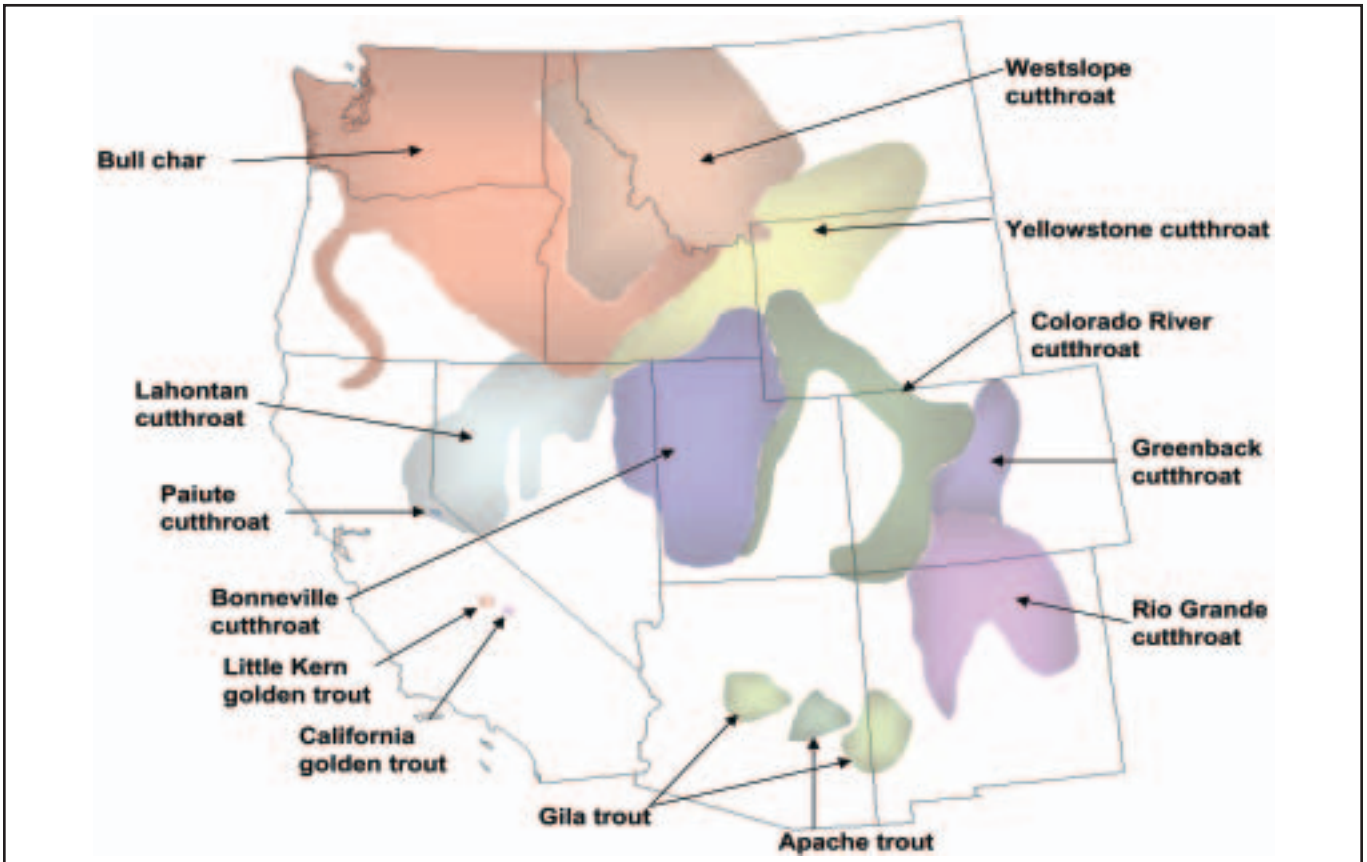 Westslope
cutthroat
Bull char
Yellowstone cutthroat
Colorado River
cutthroat
Lahontan
cutthroat
Greenback
cutthroat
Paiute
cutthroat
Bonneville
cutthroat
Rio Grande
cutthroat
Little Kern
golden trout
California
golden trout
Gila trout
Apache trout